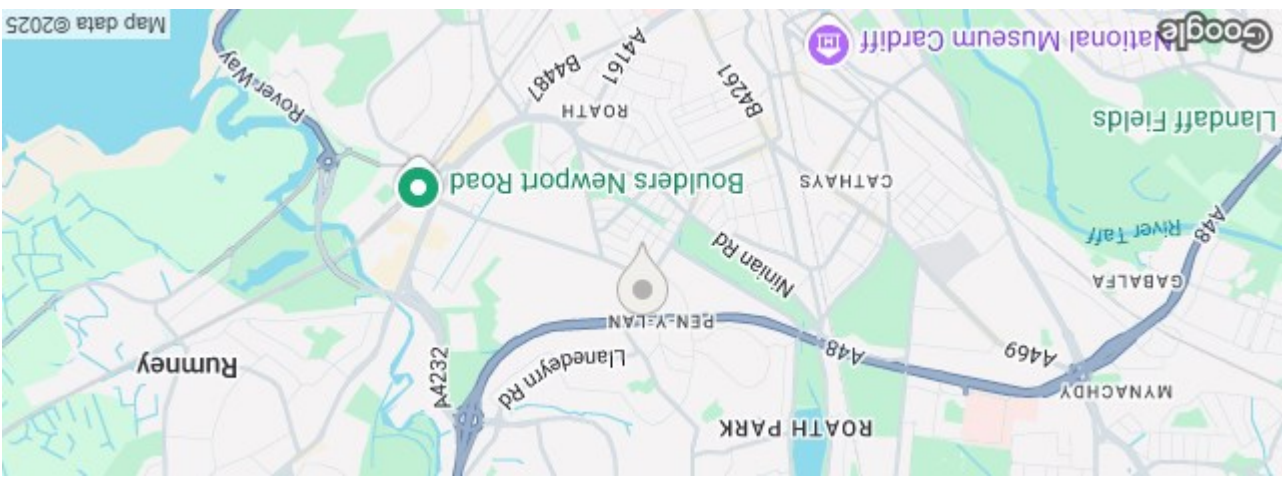 MYNACHDY
ROATH PARK
A469
A48
Llanedeyrn Rd
A4232
Rumney
PEN-Y-LAN
GABALFA
River Taff
A48
Ninian Rd
CATHAYS
Boulders Newport Road
Llandaff Fields
ROATH
B4261
A4161
B4487
Rover Way
Google
National Museum Cardiff
Map data ©2025